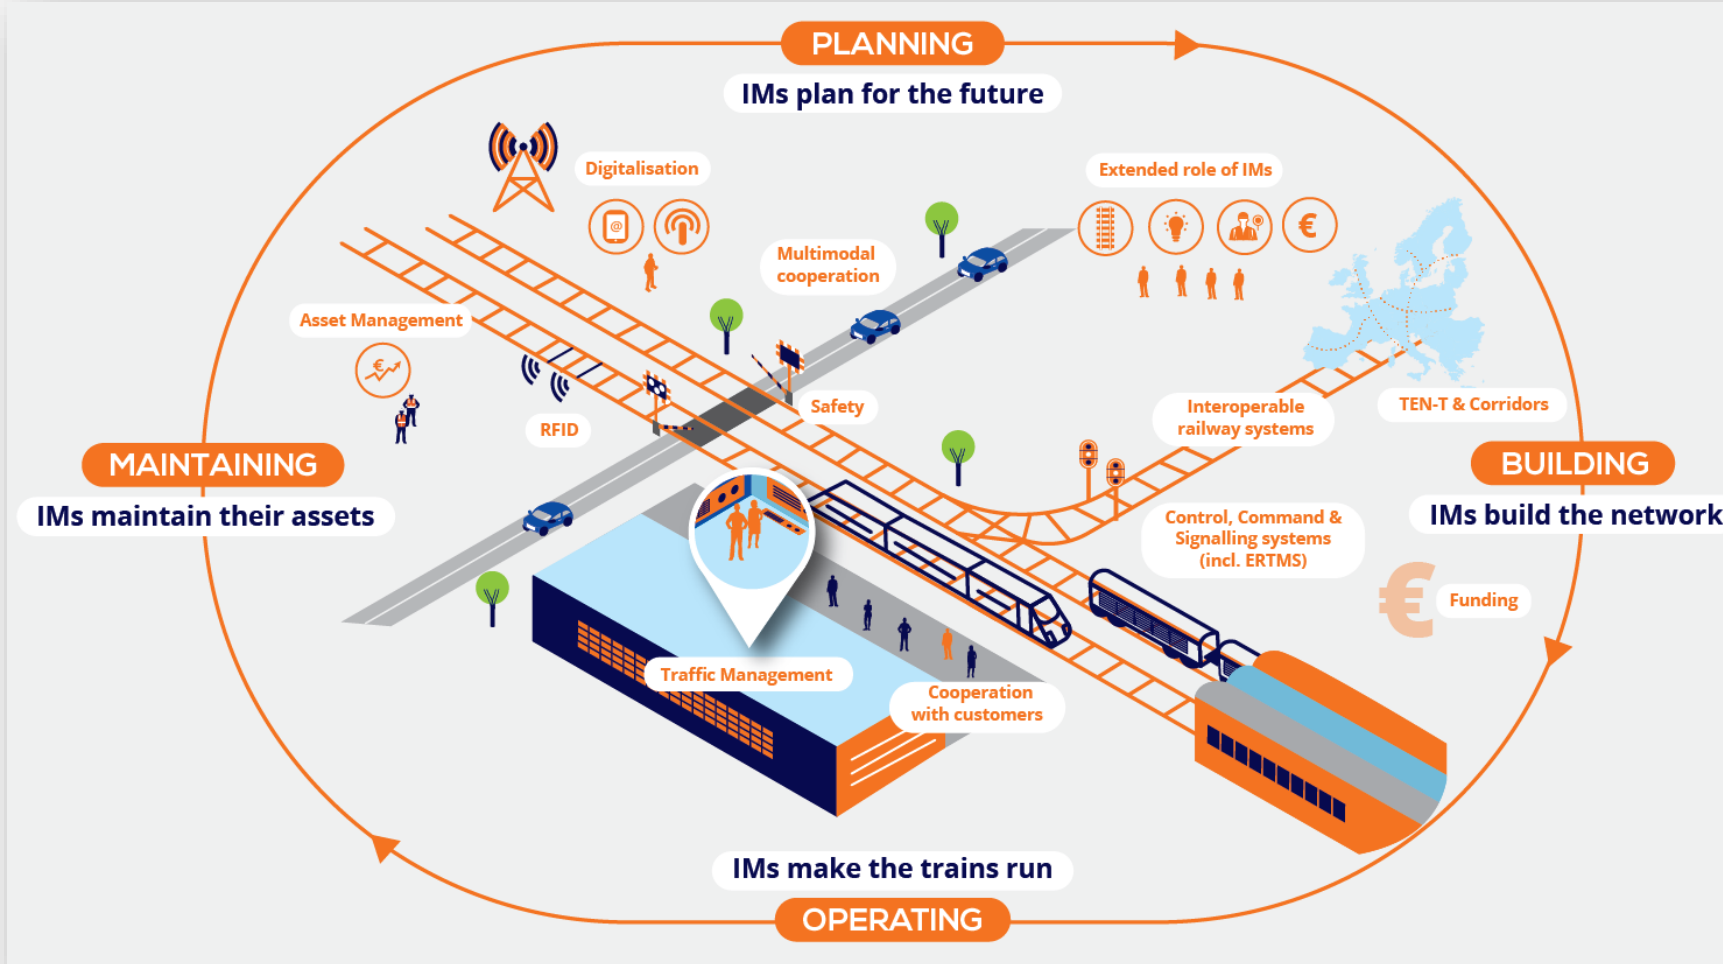 PLANNING
IMs plan for the future
Digitalisation
@
Extended role of IMs
€
Multimodal
cooperation
Asset Management
€
RFID
Safety
Interoperable
railway systems
TEN-T & Corridors
MAINTAINING
IMs maintain their assets
BUILDING
IMs build the network
Control, Command &
Signalling systems
(incl. ERTMS)
€
Funding
Traffic Management
Cooperation
with customers
IMs make the trains run
OPERATING